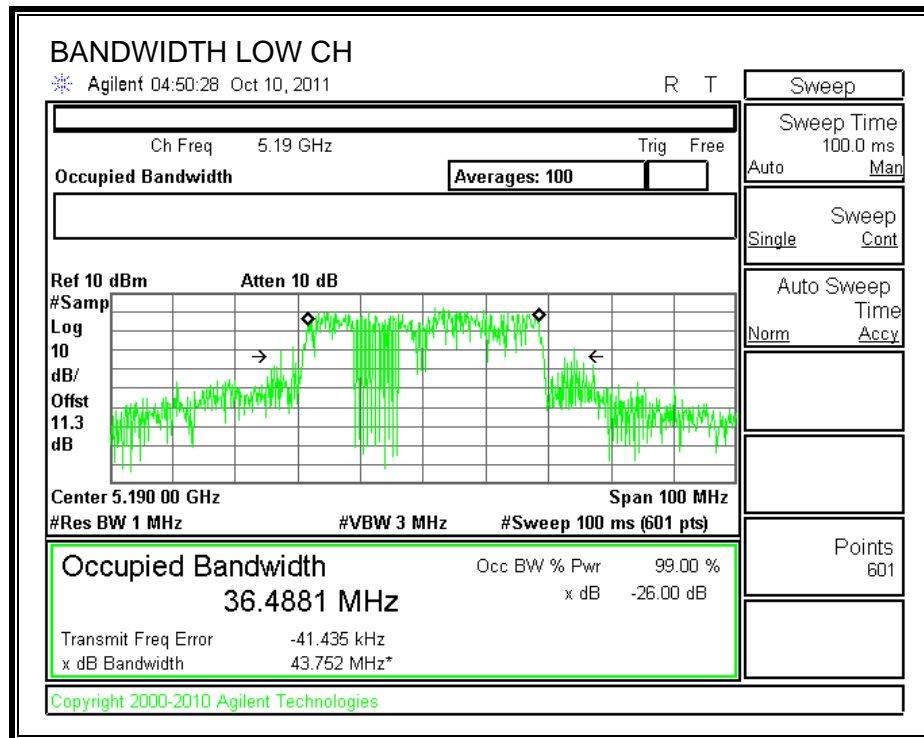 BANDWIDTH LOW CH
Agilent 04:50:28 Oct 10, 2011 R T
Ch Freq 5.19 GHz Trig Free
Occupied Bandwidth Averages: 100
Ref 10 dBm Atten 10 dB
#Samp
Log
10
dB/
Offst
11.3
dB
Center 5.190 00 GHz Span 100 MHz
#Res BW 1 MHz #VBW 3 MHz #Sweep 100 ms (601 pts)
Occupied Bandwidth Occ BW % Pwr 99.00 %
36.4881 MHz x dB -26.00 dB
Transmit Freq Error -41.435 kHz
x dB Bandwidth 43.752 MHz*
Copyright 2000-2010 Agilent Technologies
Sweep
Sweep Time
100.0 ms
Auto Man
Sweep
Single Cont
Auto Sweep
Time
Norm Accy
Points
601